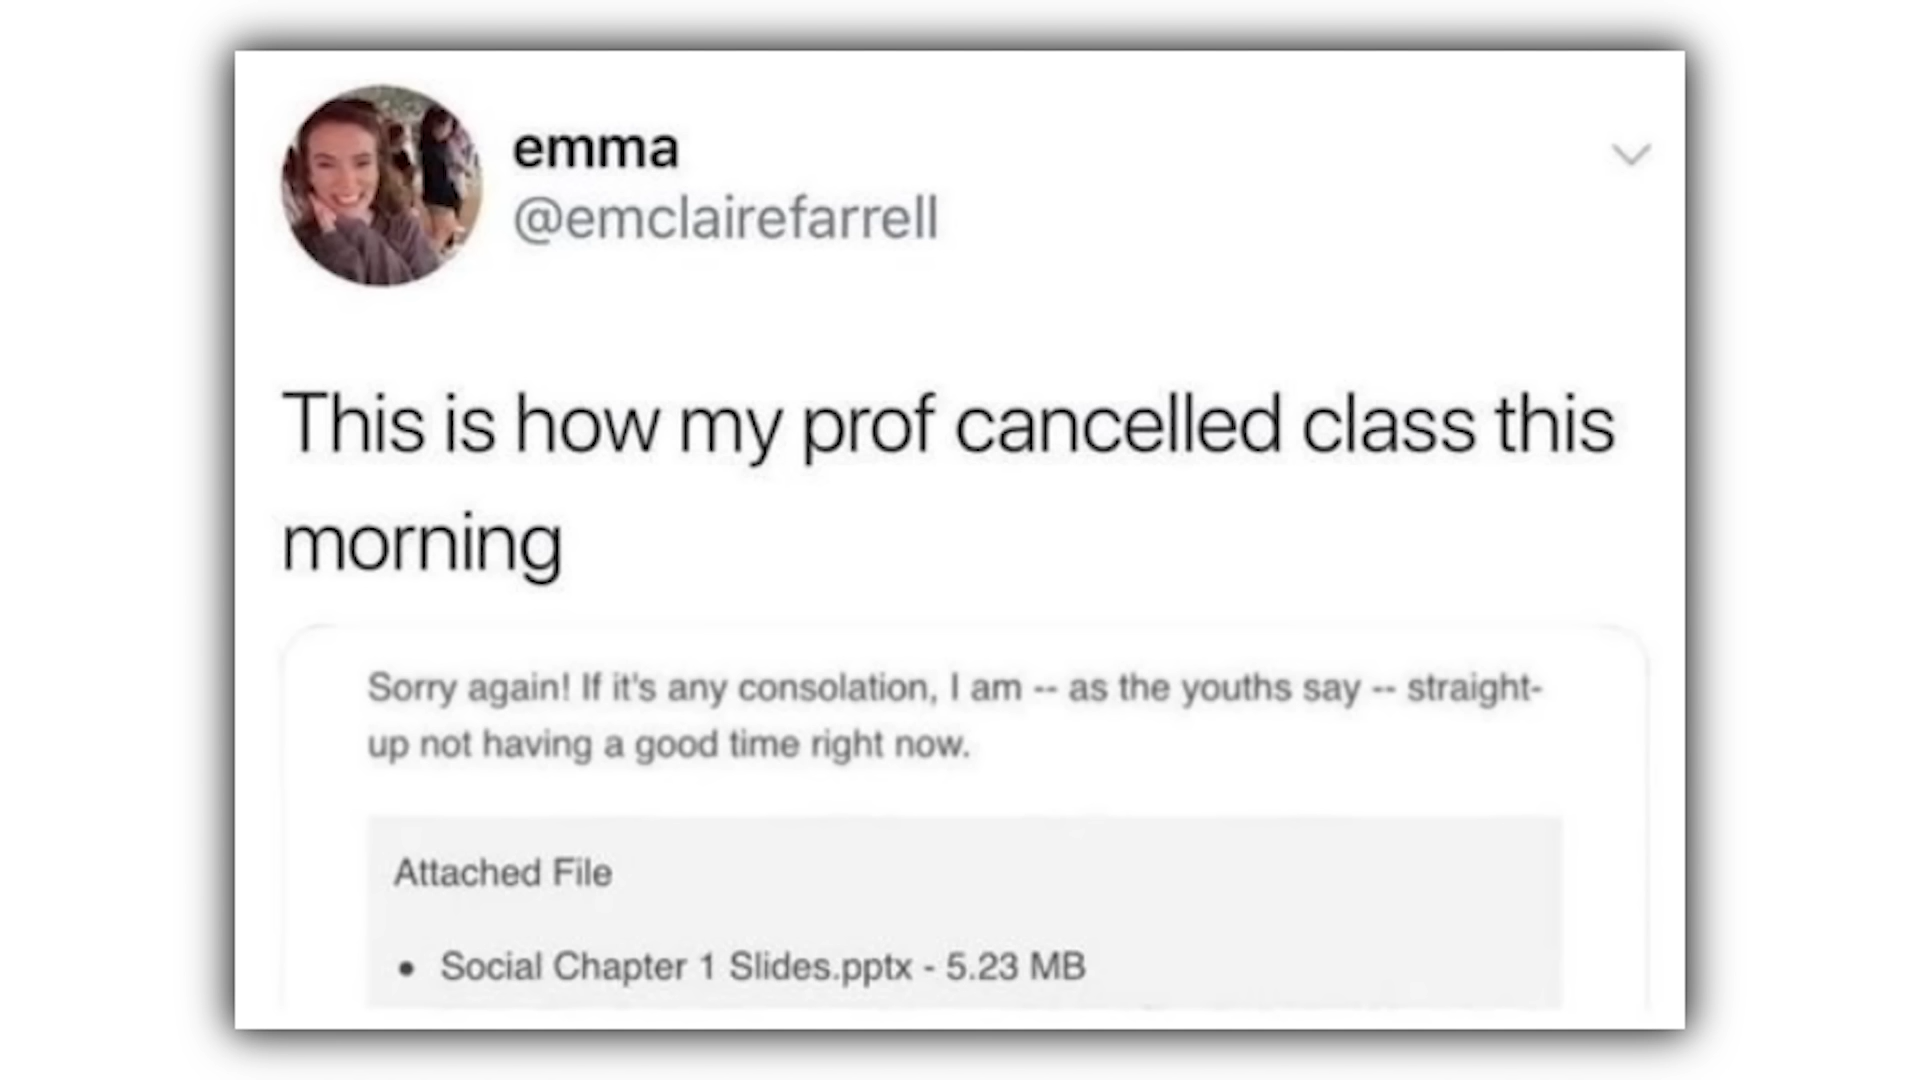 emma
@emclairefarrell
This is how my prof cancelled class this
morning
Sorry again! If it's any consolation, I am -- as the youths say -- straight-
up not having a good time right now.
Attached File
• Social Chapter 1 Slides.pptx - 5.23 MB